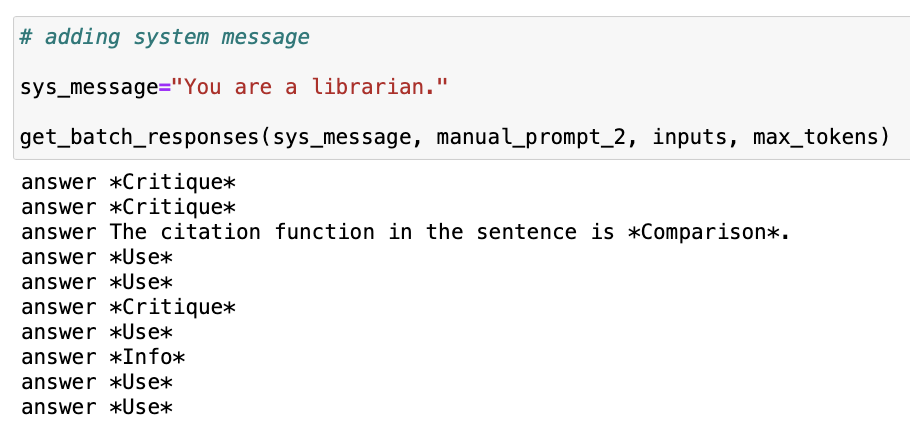 # adding system message
sys_message="You are a librarian."
get_batch_responses(sys_message, manual_prompt_2, inputs, max_tokens)
answer *Critique*
answer *Critique*
answer The citation function in the sentence is *Comparison*.
answer *Use*
answer *Use*
answer *Critique*
answer *Use*
answer *Info*
answer *Use*
answer *Use*